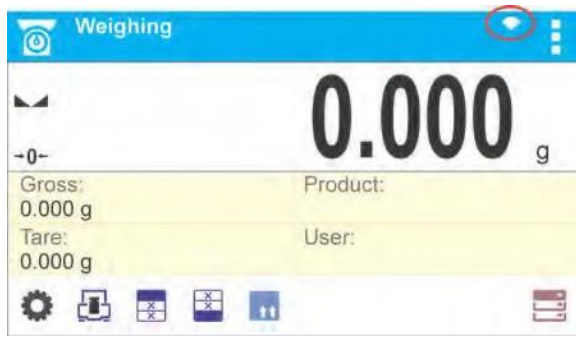 Weighing
0.000 g
→0←
Gross:
0.000 g
Product:
Tare:
0.000 g
User: